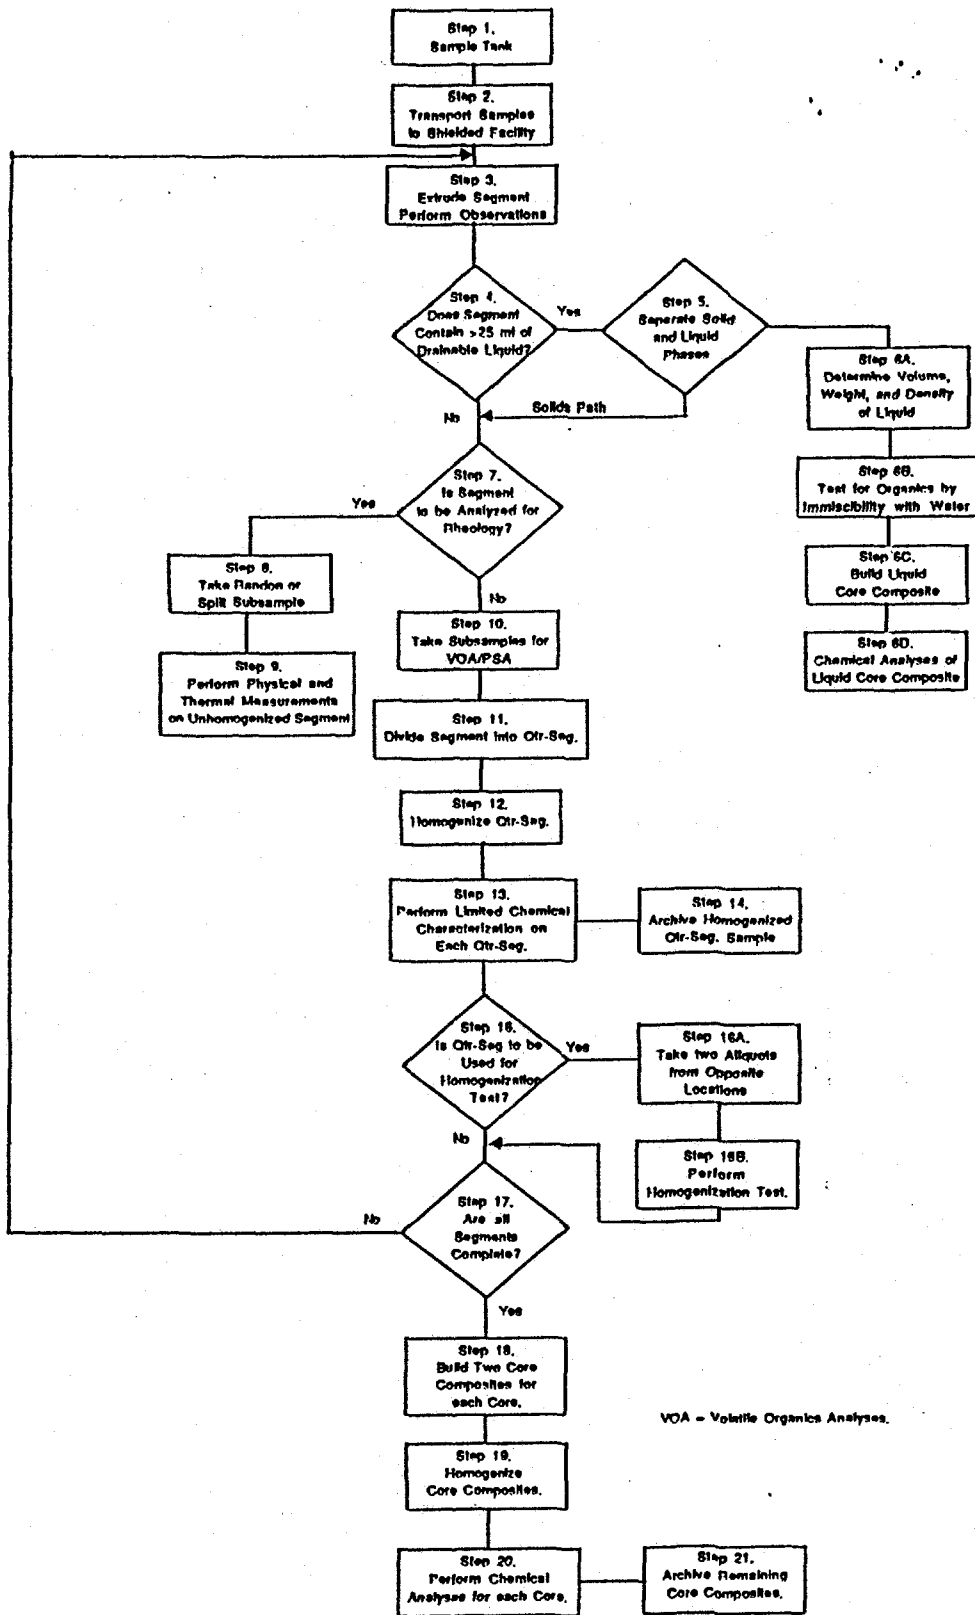 Step 1.
Sample Tank
Step 2.
Transport Samples
to Shielded Facility
Step 3.
Extrude Segment
Perform Observations
Step 4.
Does Segment
Contain >25 ml of
Drainable Liquid?
Yes
Step 5.
Separate Solid
and Liquid
Phases
Step 6A.
Determine Volume,
Weight, and Density
of Liquid
No
Solids Path
Step 6B.
Test for Organics by
Immiscibility with Water
Step 7.
Is Segment
to be Analyzed for
Rheology?
Yes
Step 6C.
Build Liquid
Core Composite
Step 8.
Take Randon or
Split Subsample
No
Step 6D.
Chemical Analyses of
Liquid Core Composite
Step 10.
Take Subsamples for
VOA/PSA
Step 9.
Perform Physical and
Thermal Measurements
on Unhomogenized Segment
Step 11.
Divide Segment into Qtr-Seg.
Step 12.
Homogenize Qtr-Seg.
Step 13.
Perform Limited Chemical
Characterization on
Each Qtr-Seg.
Step 14.
Archive Homogenized
Qtr-Seg. Sample
Step 16.
Is Qtr-Seg to be
Used for
Homogenization
Test?
Yes
Step 16A.
Take two Aliquots
from Opposite
Locations
No
Step 16B.
Perform
Homogenization Test.
Step 17.
Are all
Segments
Complete?
No
Yes
Step 18.
Build Two Core
Composites for
each Core.
VOA = Volatile Organics Analyses.
Step 19.
Homogenize
Core Composites.
Step 20.
Perform Chemical
Analyses for each Core.
Step 21.
Archive Remaining
Core Composites.